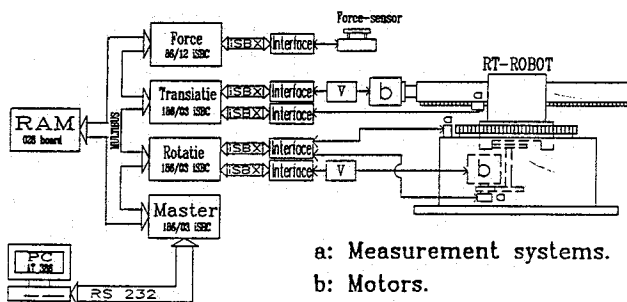 Force
86/12 iSBC
iSBX
Interface
Force-sensor
RT-ROBOT
Translatie
186/03 iSBC
iSBX
Interface
V
b
iSBX
Interface
a
RAM
028 board
MULTIBUS
Rotatie
186/03 iSBC
iSBX
Interface
a
iSBX
Interface
V
b
a
Master
186/03 iSBC
PC
AT 386
RS 232
a: Measurement systems.
b: Motors.